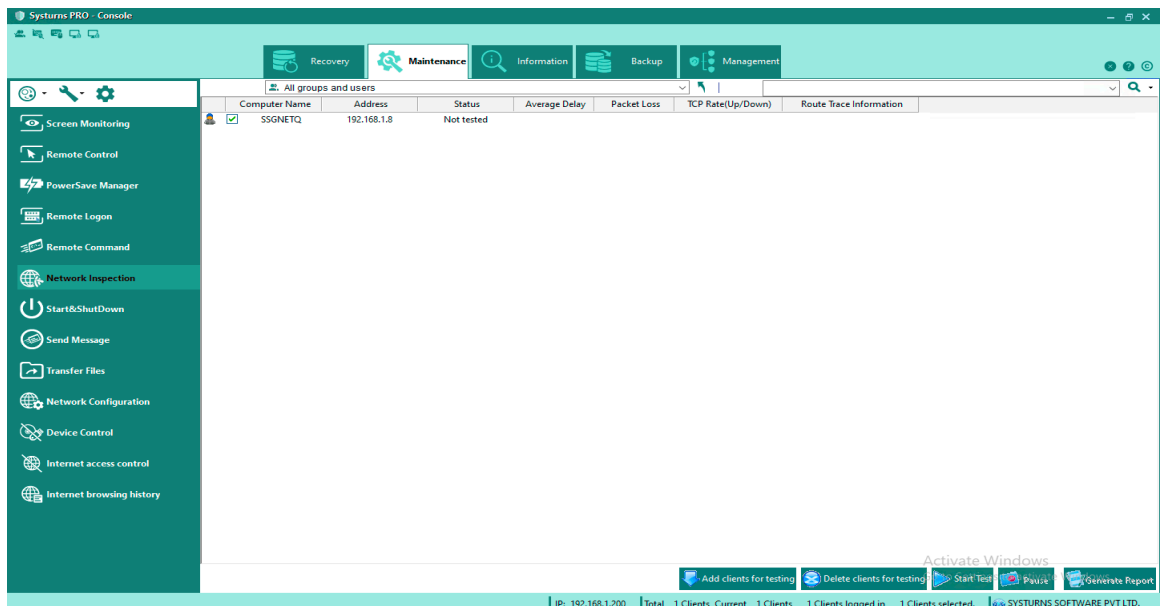 Systurns PRO - Console
Recovery
Maintenance
Information
Backup
Management
All groups and users
Computer Name Address Status Average Delay Packet Loss TCP Rate(Up/Down) Route Trace Information
SSGNETQ 192.168.1.8 Not tested
Screen Monitoring
Remote Control
PowerSave Manager
Remote Logon
Remote Command
Network Inspection
Start&ShutDown
Send Message
Transfer Files
Network Configuration
Device Control
Internet access control
Internet browsing history
Activate Windows
Add clients for testing
Delete clients for testing
Start Test
Pause
Generate Report
IP: 192.168.1.200 Total 1 Clients Current 1 Clients 1 Clients logged in 1 Clients selected. SYSTURNS SOFTWARE PVT LTD.